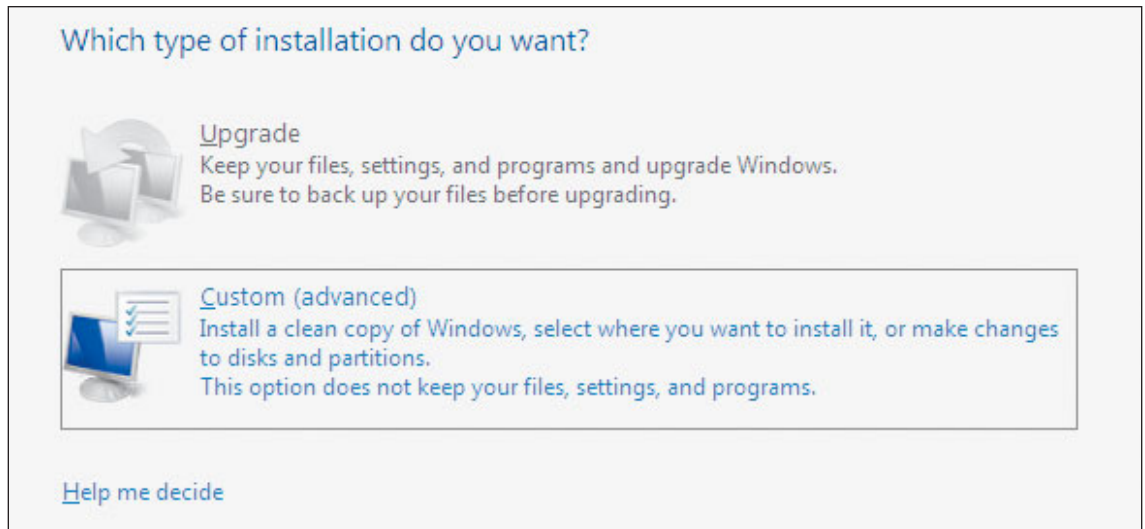 Which type of installation do you want?
Upgrade
Keep your files, settings, and programs and upgrade Windows.
Be sure to back up your files before upgrading.
Custom (advanced)
Install a clean copy of Windows, select where you want to install it, or make changes
to disks and partitions.
This option does not keep your files, settings, and programs.
Help me decide